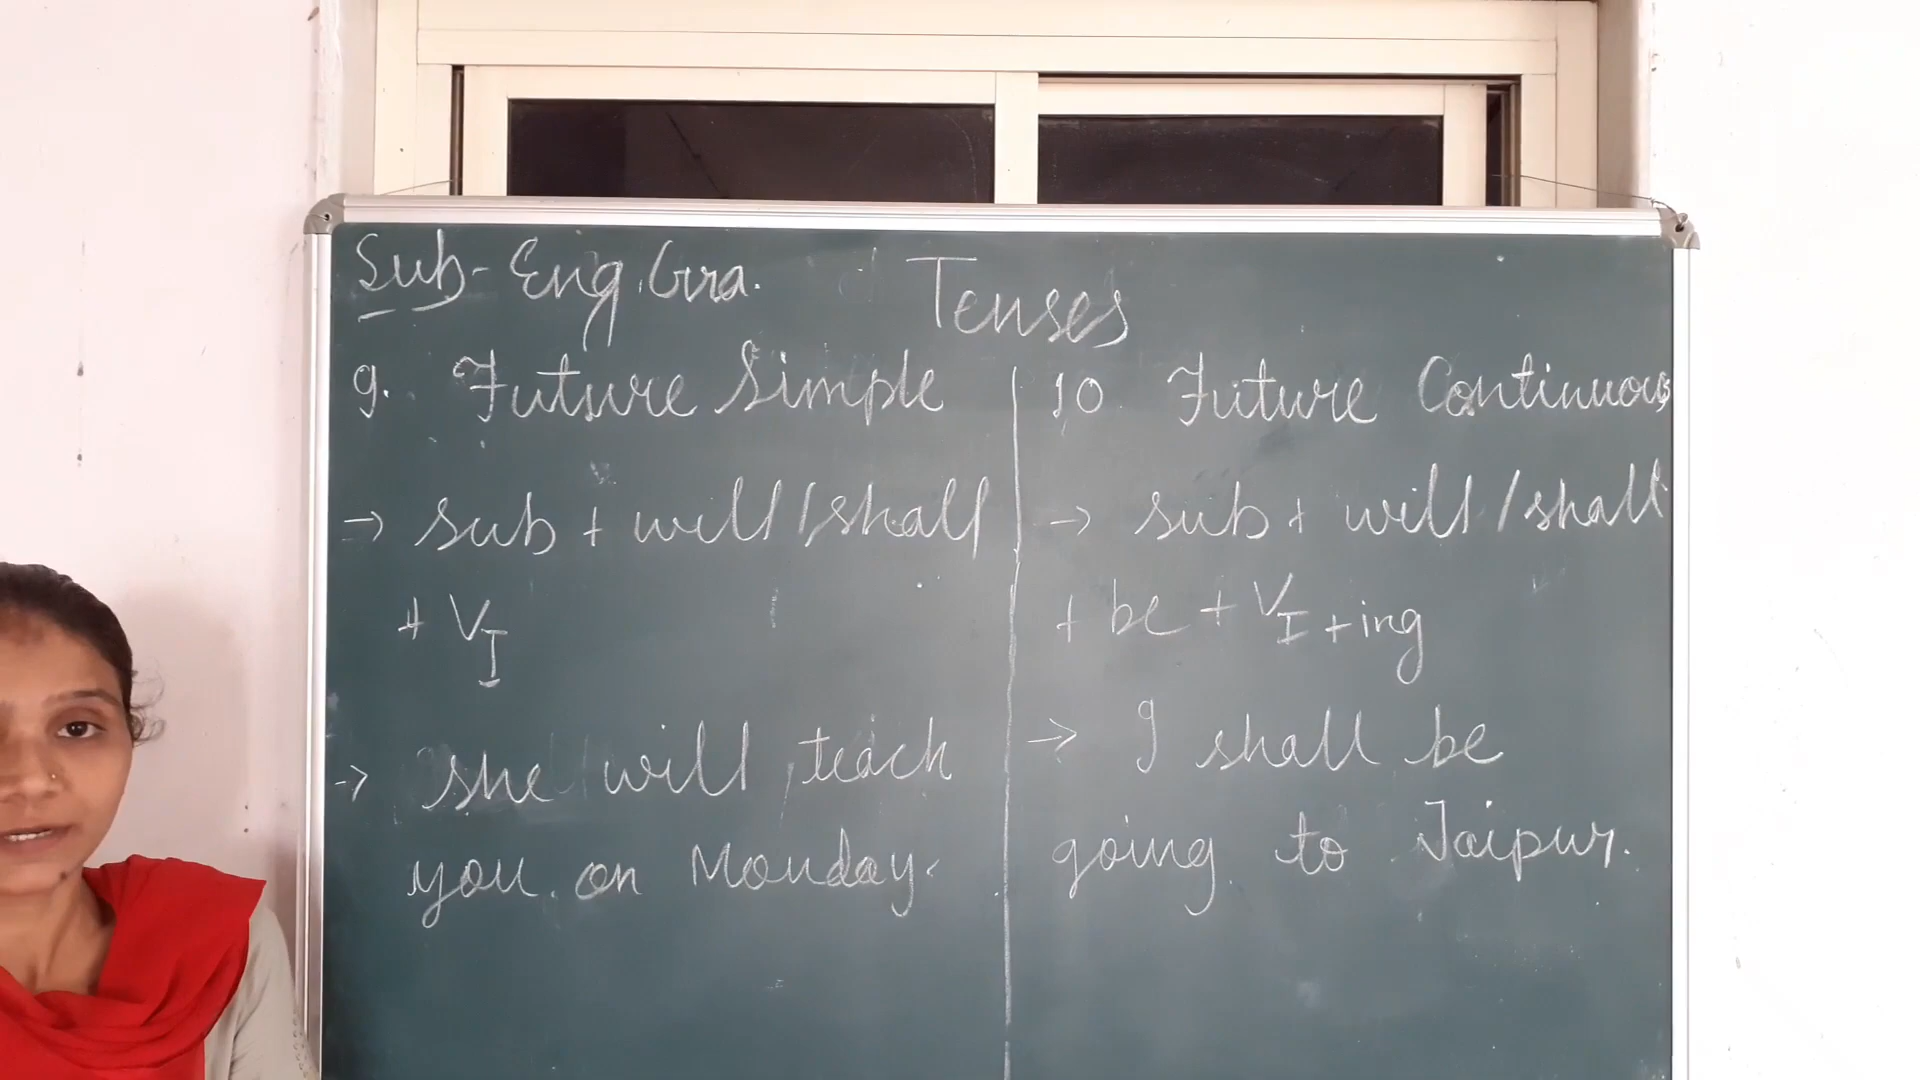 Sub- Eng. Gra.
Tenses
9. Future Simple
→ sub + will / shall
+ VI
→ she will teach
you on Monday.
10. Future Continuous
→ sub + will / shall
+ be + VI + ing
→ I shall be
going to Jaipur.